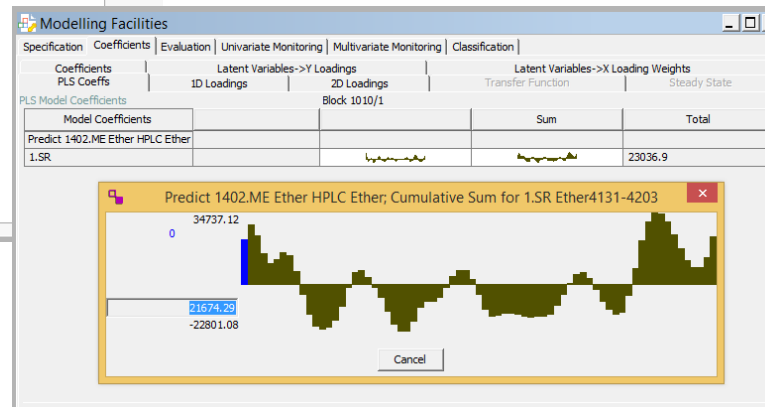 Modelling Facilities
Specification Coefficients Evaluation Univariate Monitoring Multivariate Monitoring Classification
Coefficients Latent Variables->Y Loadings Latent Variables->X Loading Weights
PLS Coeffs 1D Loadings 2D Loadings Transfer Function Steady State
PLS Model Coefficients Block 1010/1
Model Coefficients Sum Total
Predict 1402.ME Ether HPLC Ether
1.SR 23036.9
Predict 1402.ME Ether HPLC Ether; Cumulative Sum for 1.SR Ether4131-4203
34737.12
0
21674.29
-22801.08
Cancel